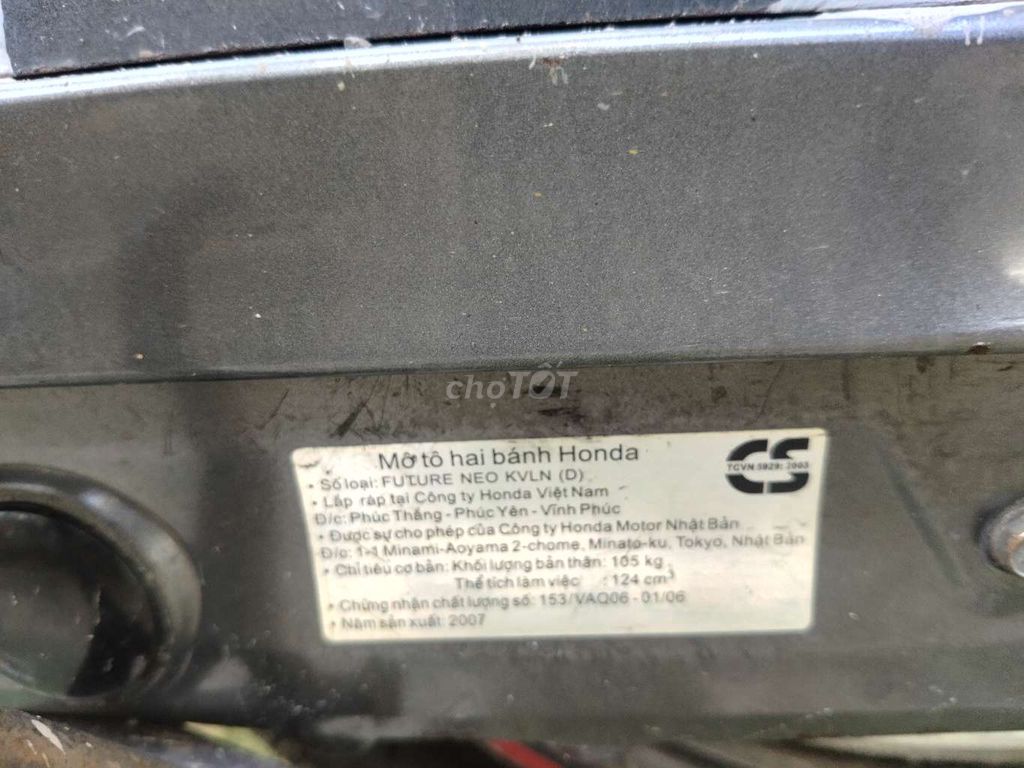 choTỐT
Mô tô hai bánh Honda
• Số loại: FUTURE NEO KVLN (D)
• Lắp ráp tại Công ty Honda Việt Nam
Đ/c: Phúc Thắng - Phúc Yên - Vĩnh Phúc
• Được sự cho phép của Công ty Honda Motor Nhật Bản
Đ/c: 1-1 Minami-Aoyama 2-chome, Minato-ku, Tokyo, Nhật Bản
• Chỉ tiêu cơ bản: Khối lượng bản thân: 105 kg
Thể tích làm việc : 124 cm³
• Chứng nhận chất lượng số: 153/VAQ06 - 01/06
• Năm sản xuất: 2007
CS
TCVN 5929: 2005